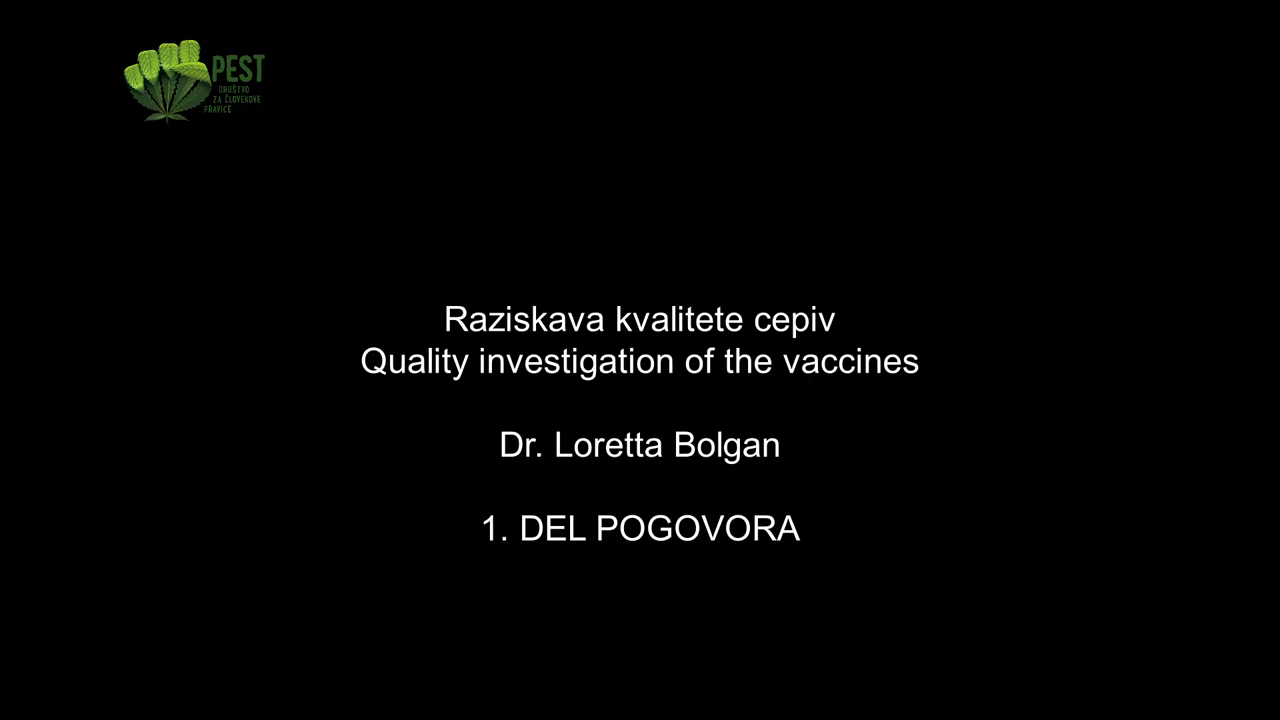 PEST
DRUŠTVO
ZA ČLOVEKOVE
PRAVICE
Raziskava kvalitete cepiv
Quality investigation of the vaccines
Dr. Loretta Bolgan
1. DEL POGOVORA